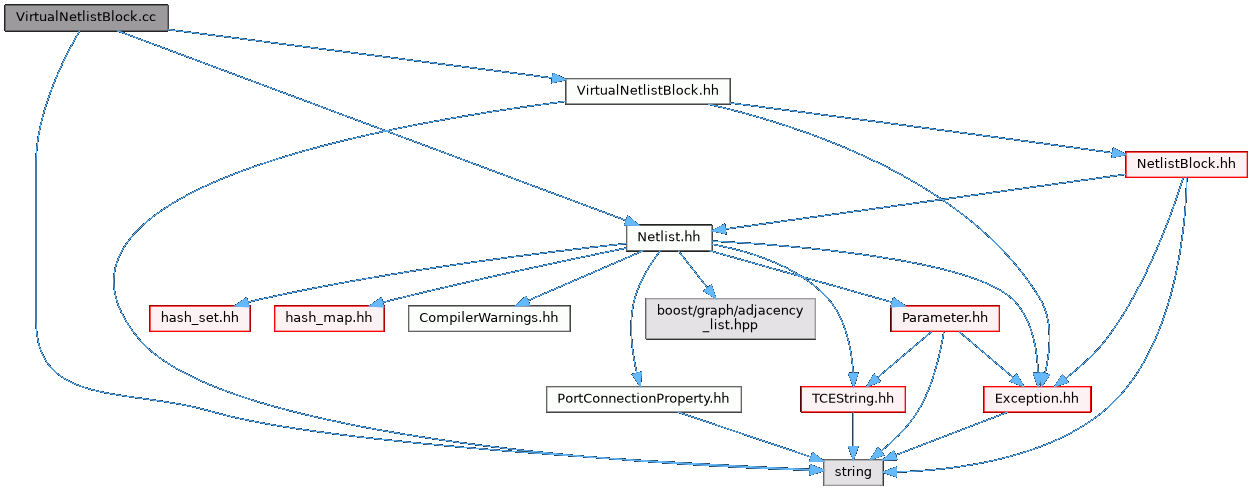 VirtualNetlistBlock.cc
VirtualNetlistBlock.hh
NetlistBlock.hh
Netlist.hh
hash_set.hh
hash_map.hh
CompilerWarnings.hh
boost/graph/adjacency
_list.hpp
Parameter.hh
PortConnectionProperty.hh
TCEString.hh
Exception.hh
string